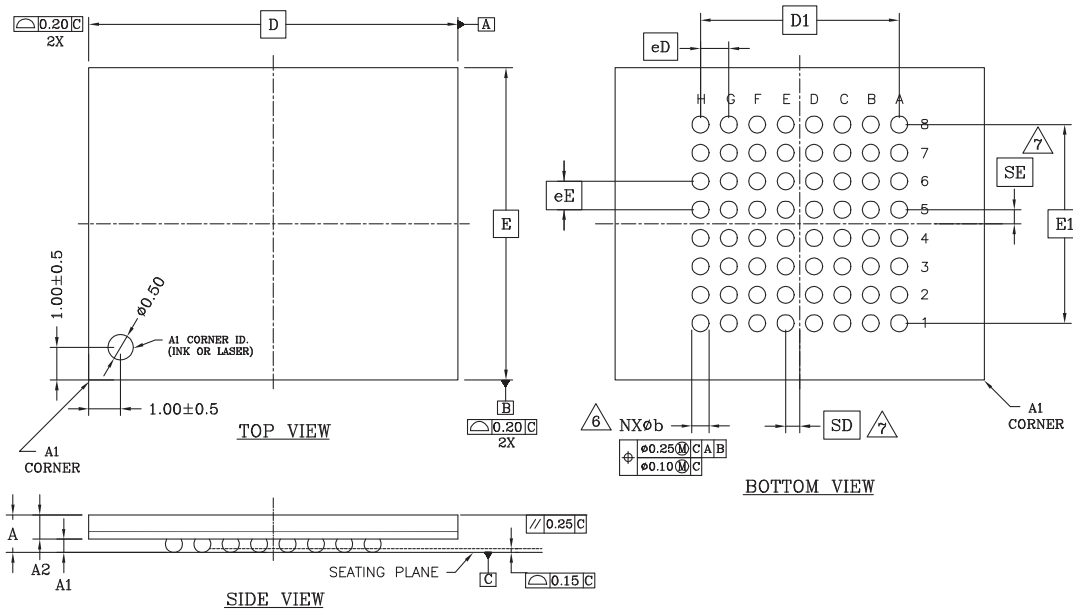 ⌓ 0.20 C
2X
D
A
E
1.00±0.5
ø0.50
A1 CORNER ID.
(INK OR LASER)
1.00±0.5
A1
CORNER
B
⌓ 0.20 C
2X
TOP VIEW
D1
eD
H G F E D C B A
8
7
6
5
4
3
2
1
eE
SE
7
E1
6
NXøb
⌖ ø0.25Ⓜ C A B
ø0.10Ⓜ C
SD
7
A1
CORNER
BOTTOM VIEW
A
A2
A1
// 0.25 C
SEATING PLANE
C
⌓ 0.15 C
SIDE VIEW